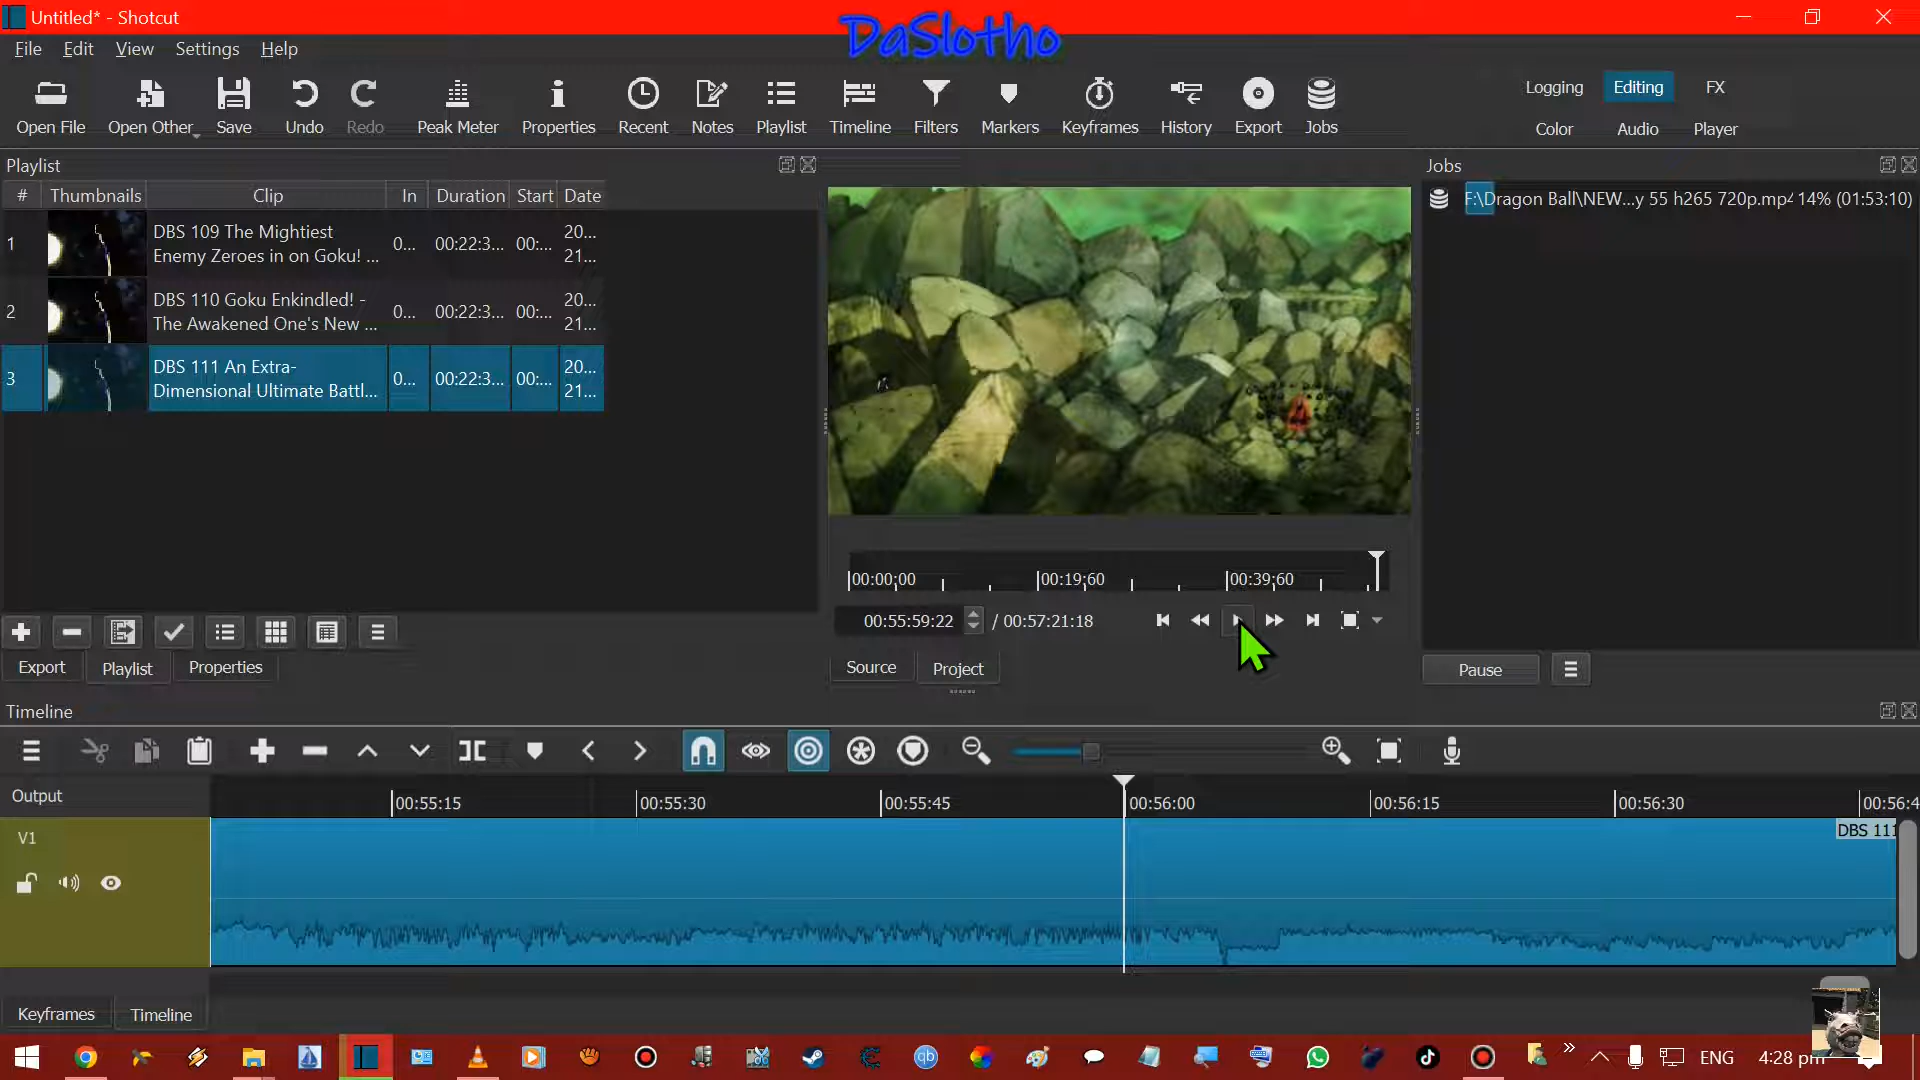 Untitled* - Shotcut
DaSlotho
File Edit View Settings Help
Open File Open Other Save Undo Redo Peak Meter Properties Recent Notes Playlist Timeline Filters Markers Keyframes History Export Jobs
Logging Editing FX
Color Audio Player
Playlist
# Thumbnails Clip In Duration Start Date
1 DBS 109 The Mightiest Enemy Zeroes in on Goku! ... 0... 00:22:3... 00:... 20... 21...
2 DBS 110 Goku Enkindled! - The Awakened One's New ... 0... 00:22:3... 00:... 20... 21...
3 DBS 111 An Extra-Dimensional Ultimate Battl... 0... 00:22:3... 00:... 20... 21...
Export Playlist Properties
00:00;00 00:19;60 00:39;60
00:55:59:22 / 00:57:21:18
Source Project
Jobs
F:\Dragon Ball\NEW...y 55 h265 720p.mp4 14% (01:53:10)
Pause
Timeline
Output
00:55:15 00:55:30 00:55:45 00:56:00 00:56:15 00:56:30 00:56:4
V1
DBS 111
Keyframes Timeline
ENG 4:28 pm